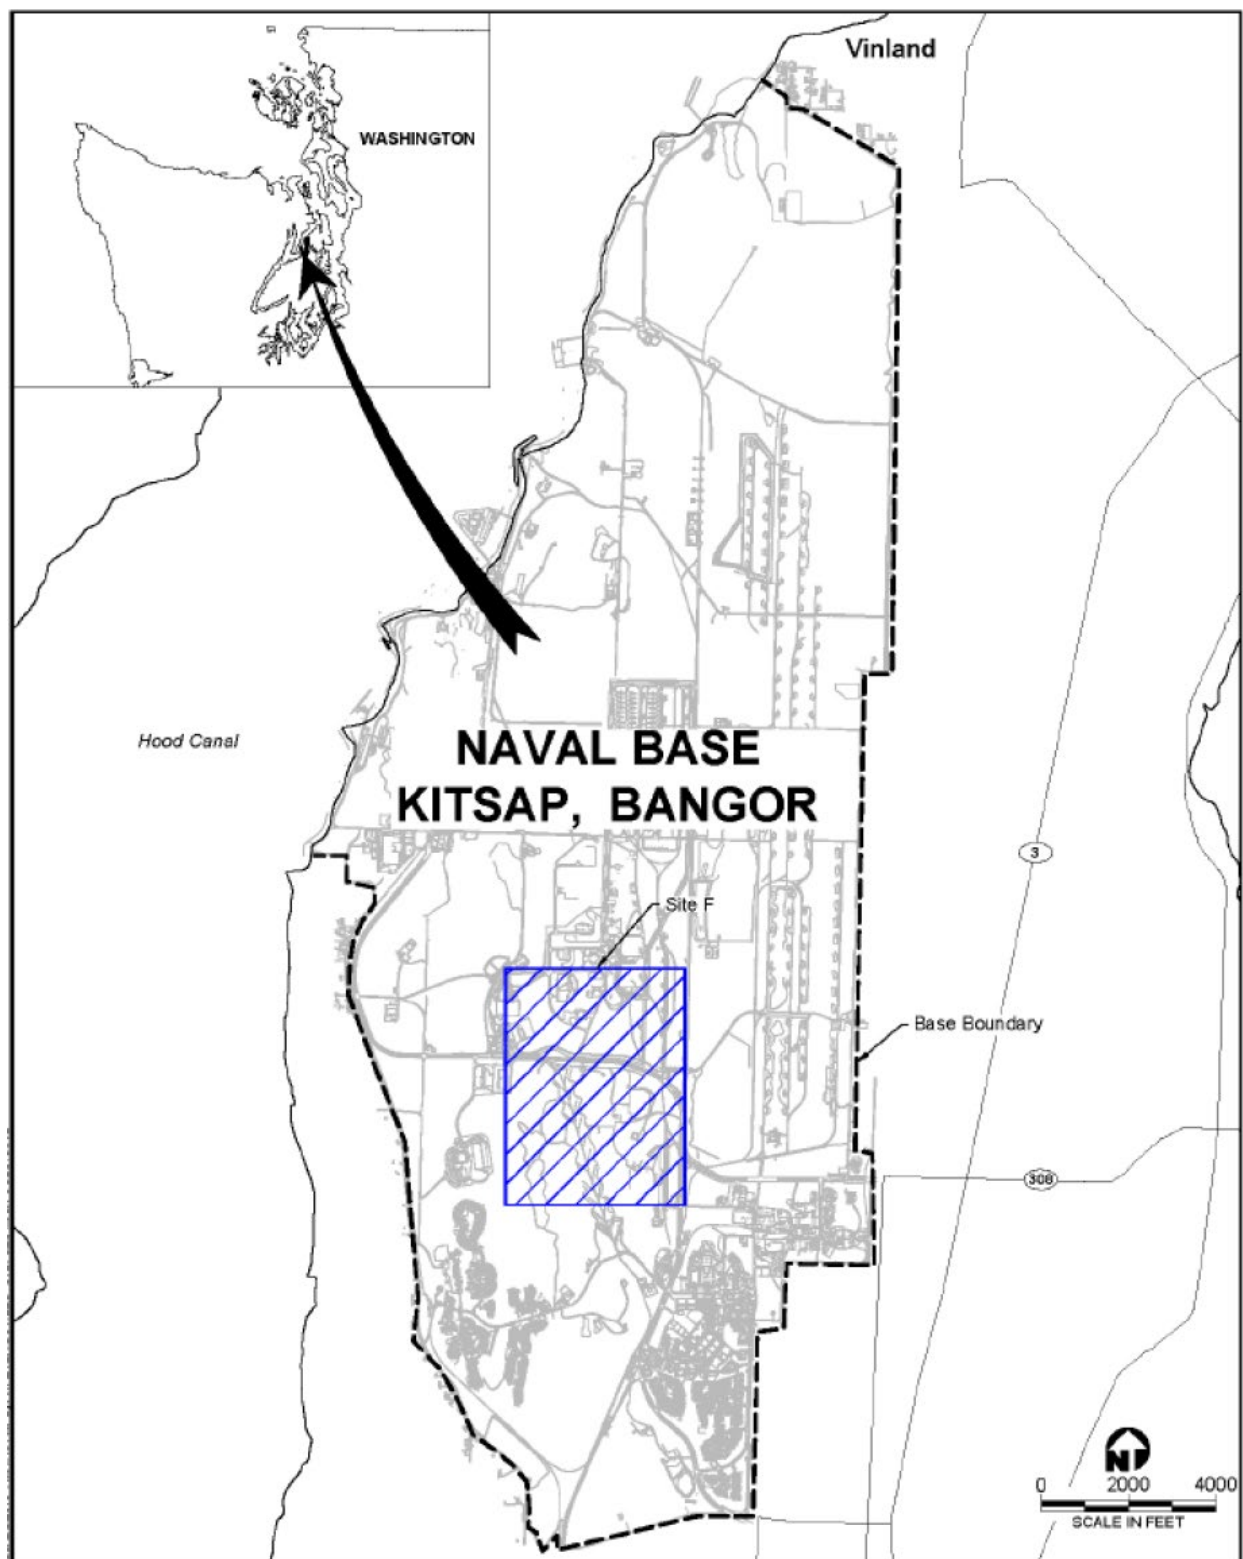 Vinland
WASHINGTON
Hood Canal
NAVAL BASE
KITSAP, BANGOR
3
Site F
Base Boundary
308
N
0 2000 4000
SCALE IN FEET